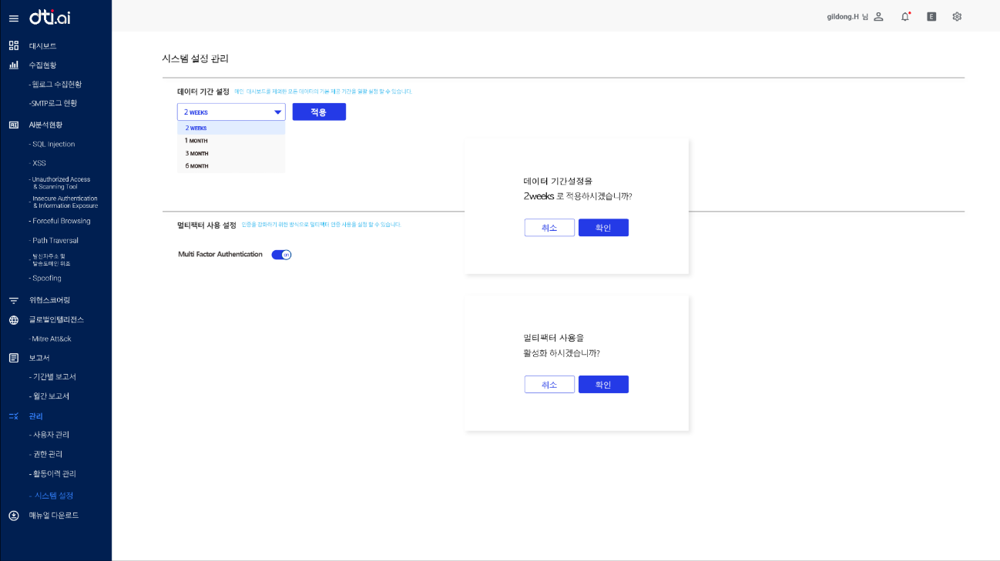 dti.ai
gildong.H 님
E
대시보드
수집현황
- 웹로그 수집현황
-SMTP로그 현황
AI분석현황
- SQL Injection
- XSS
- Unauthorized Access
& Scanning Tool
- Insecure Authentication
& Information Exposure
- Forceful Browsing
- Path Traversal
- 발신자주소 및
발송도메인 위조
- Spoofing
위협스코어링
글로벌인텔리전스
- Mitre Att&ck
보고서
- 기간별 보고서
- 월간 보고서
관리
- 사용자 관리
- 권한 관리
- 활동이력 관리
- 시스템 설정
매뉴얼 다운로드
시스템 설정 관리
데이터 기간 설정 메인, 대시보드를 제외한 모든 데이터의 기본 제공 기간을 일괄 설정 할 수 있습니다.
2 WEEKS
적용
2 WEEKS
1 MONTH
3 MONTH
6 MONTH
데이터 기간설정을
2weeks 로 적용하시겠습니까?
취소 확인
멀티팩터 사용 설정 인증을 강화하기 위한 방식으로 멀티팩터 인증 사용을 설정 할 수 있습니다.
Multi Factor Authentication on
멀티팩터 사용을
활성화 하시겠습니까?
취소 확인